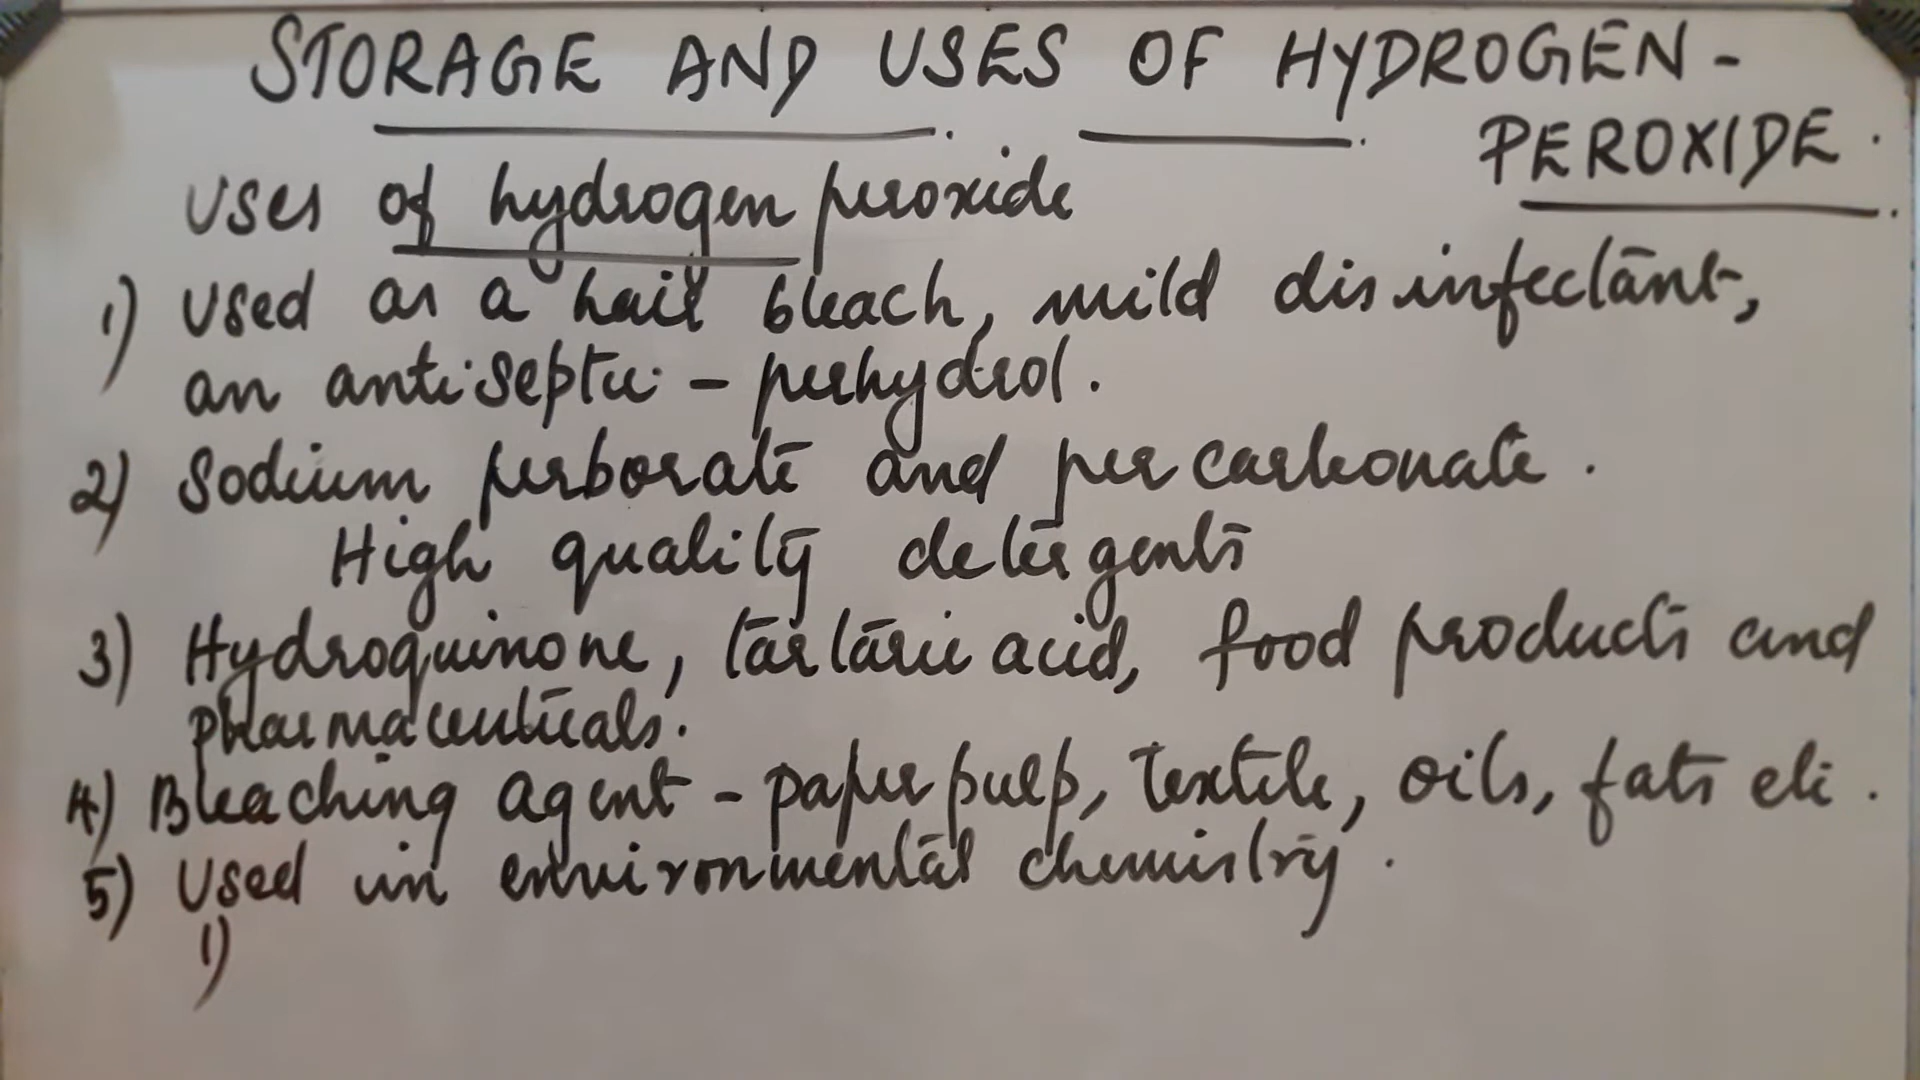 STORAGE AND USES OF HYDROGEN-
PEROXIDE.
Uses of hydrogen peroxide
1) Used as a hair bleach, mild disinfectant,
an antiseptic - perhydrol.
2) Sodium perborate and percarbonate.
High quality detergents
3) Hydroquinone, tartaric acid, food products and
pharmaceuticals.
4) Bleaching agent - paper pulp, Textile, oils, fats etc.
5) Used in environmental chemistry.
1)